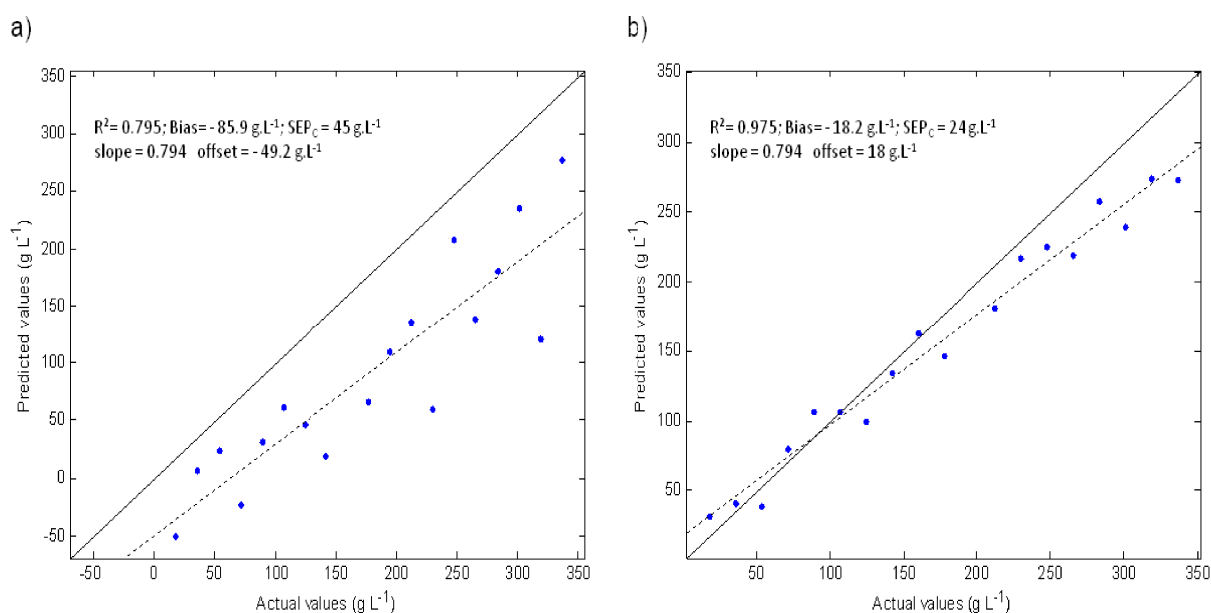 a)
R²= 0.795; Bias= - 85.9 g.L⁻¹; SEP_C = 45 g.L⁻¹
slope = 0.794 offset = - 49.2 g.L⁻¹
350
300
250
200
150
100
50
0
-50
Predicted values (g L⁻¹)
-50 0 50 100 150 200 250 300 350
Actual values (g L⁻¹)
b)
R²= 0.975; Bias= - 18.2 g.L⁻¹; SEP_C = 24 g.L⁻¹
slope = 0.794 offset = 18 g.L⁻¹
350
300
250
200
150
100
50
Predicted values (g L⁻¹)
50 100 150 200 250 300 350
Actual values (g L⁻¹)